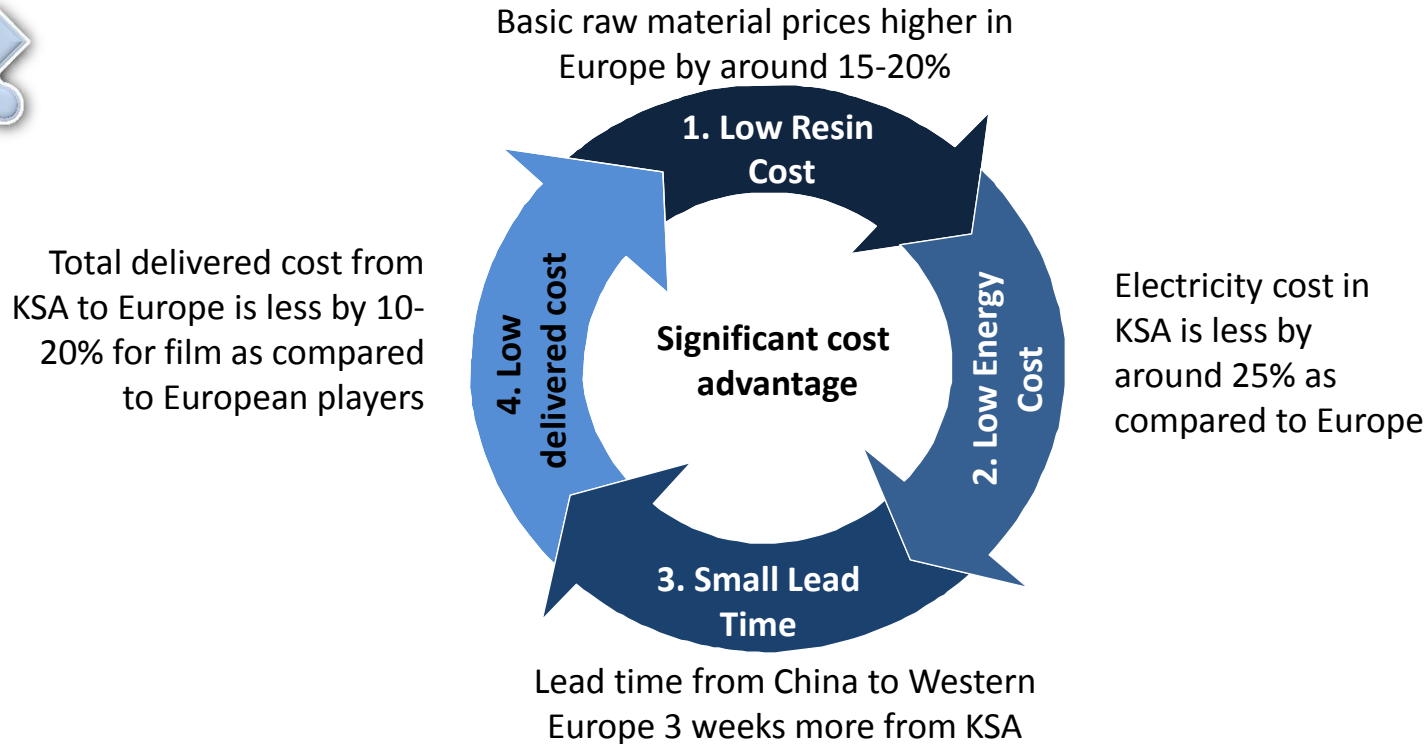 Basic raw material prices higher in
Europe by around 15-20%
1. Low Resin
Cost
2. Low Energy
Cost
Electricity cost in
KSA is less by
around 25% as
compared to Europe
3. Small Lead
Time
Lead time from China to Western
Europe 3 weeks more from KSA
4. Low
delivered cost
Total delivered cost from
KSA to Europe is less by 10-
20% for film as compared
to European players
Significant cost
advantage